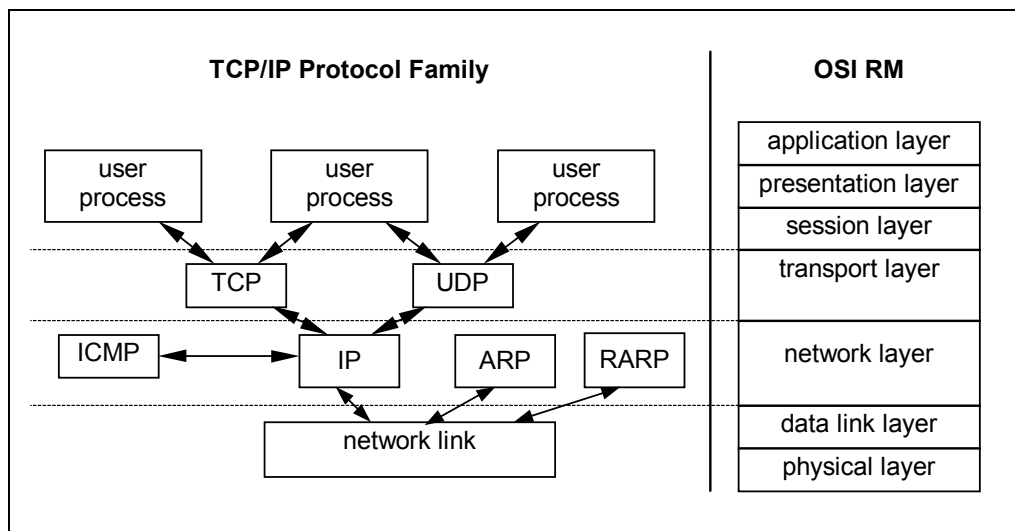 TCP/IP Protocol Family
OSI RM
user
process
user
process
user
process
TCP
UDP
ICMP
IP
ARP
RARP
network link
application layer
presentation layer
session layer
transport layer
network layer
data link layer
physical layer